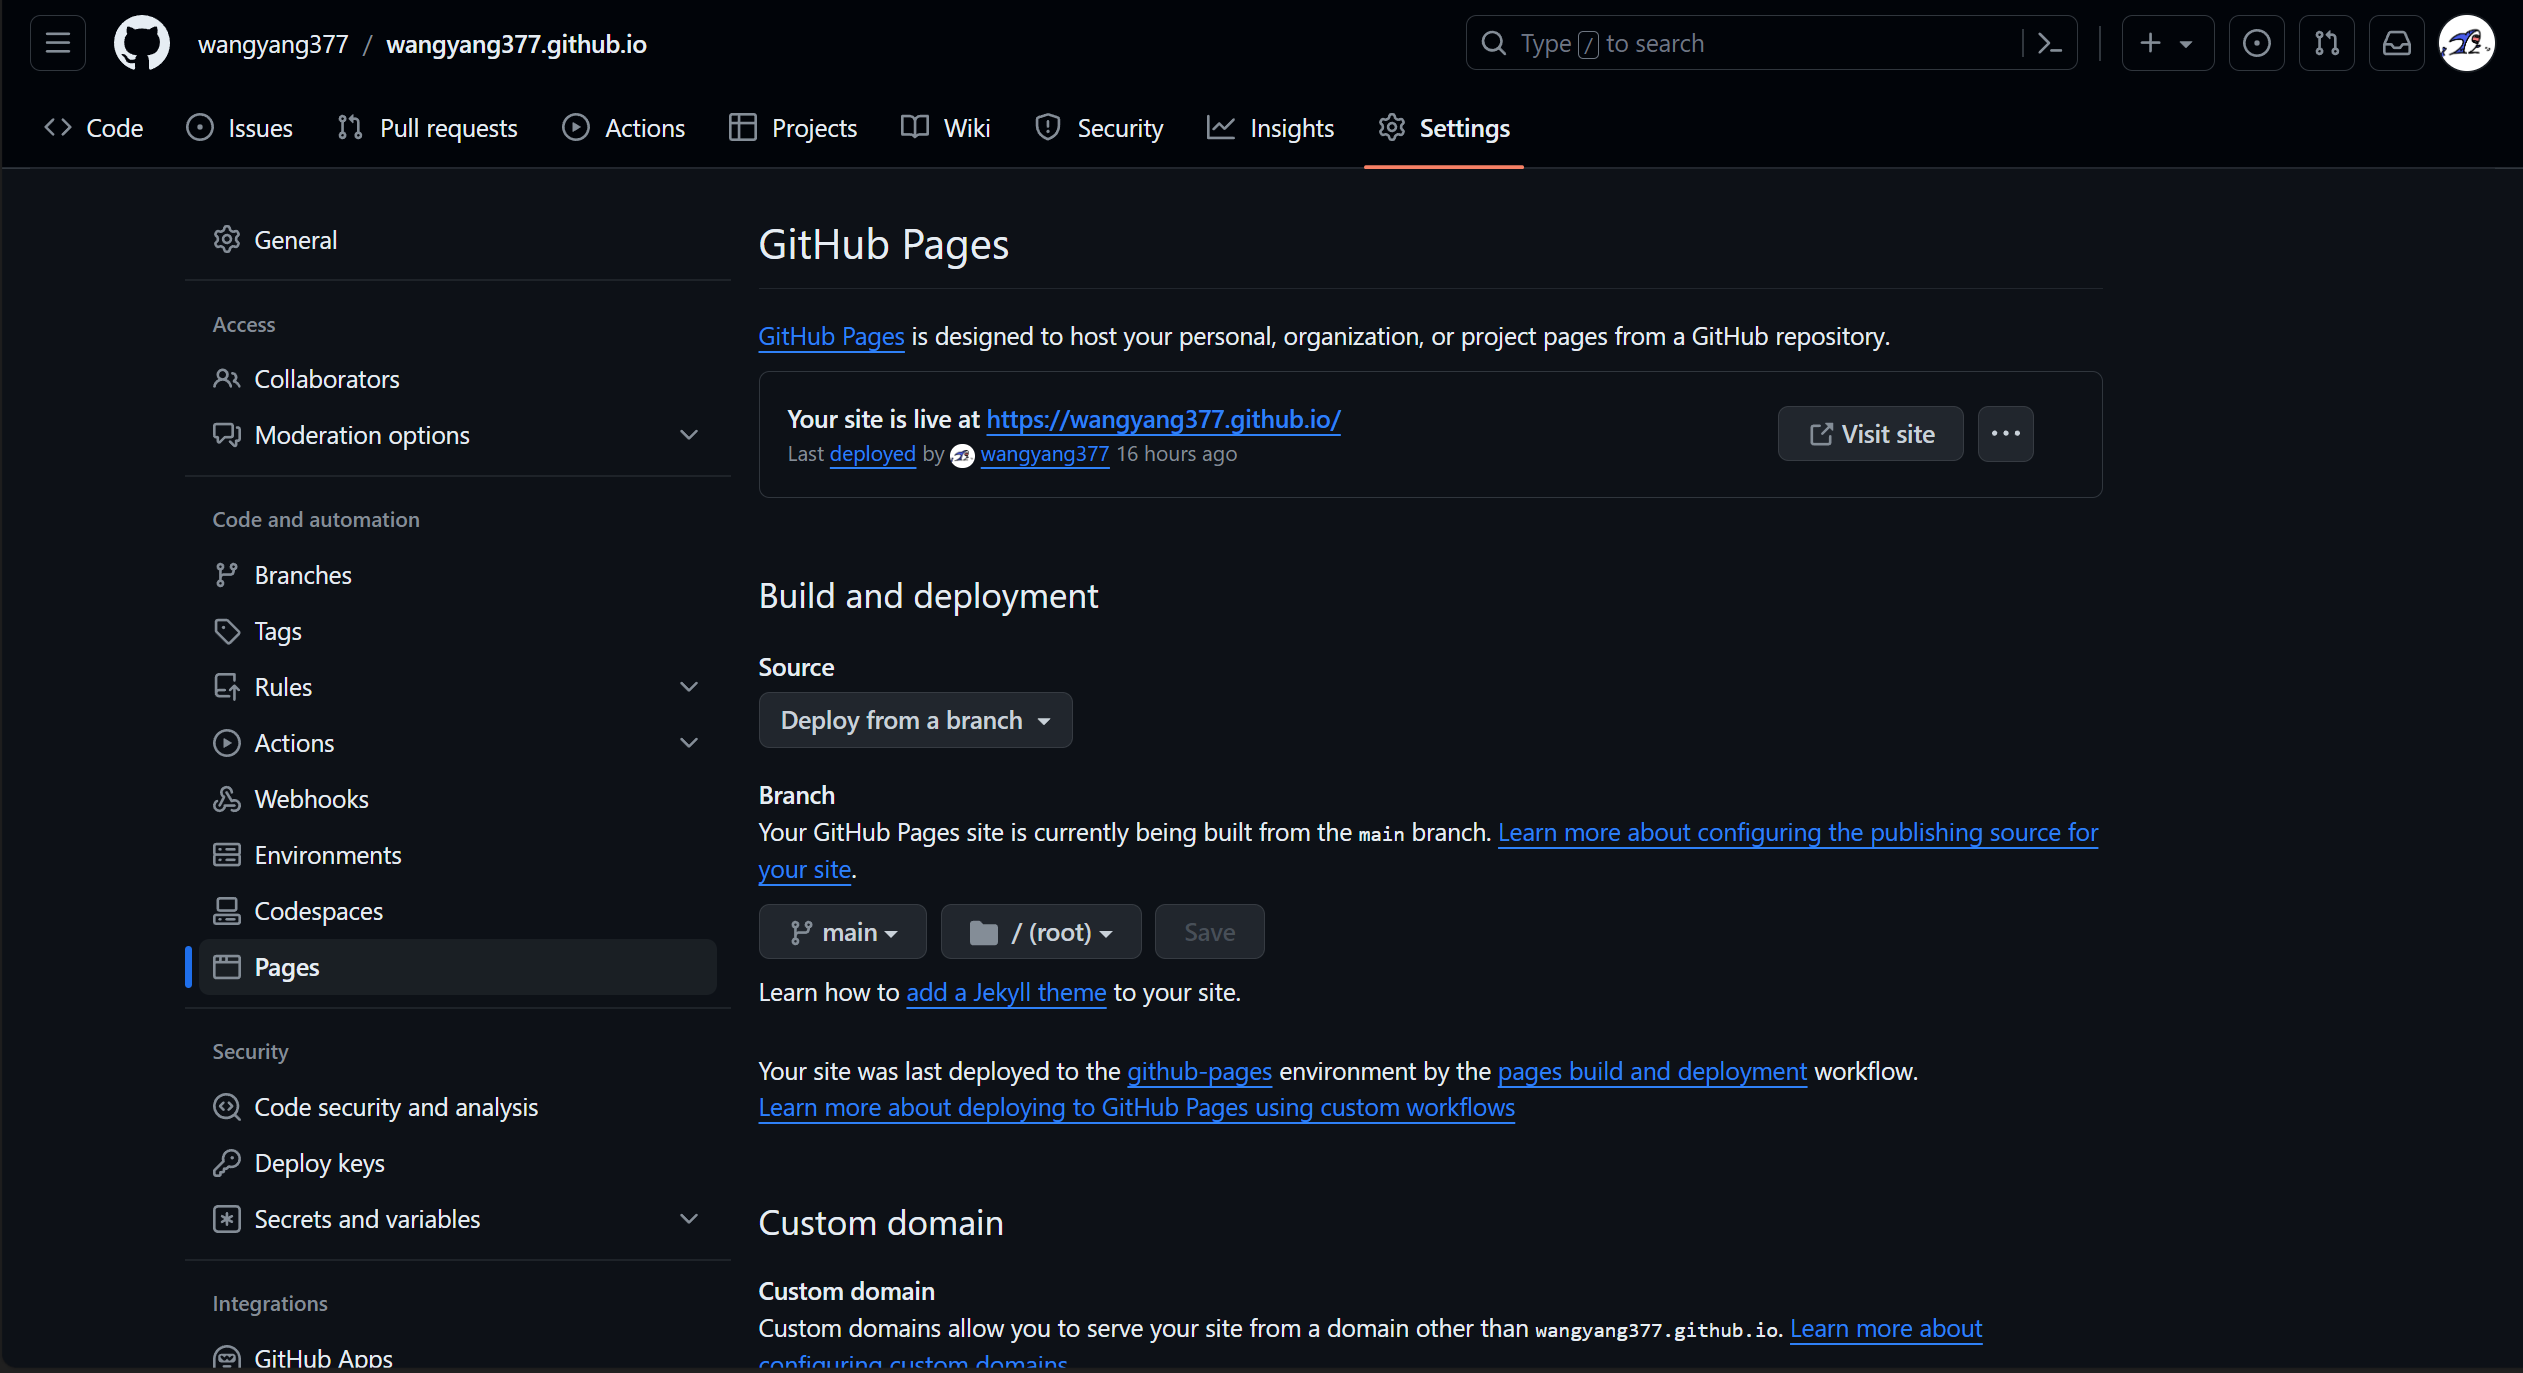 wangyang377 / wangyang377.github.io
Type / to search
Code
Issues
Pull requests
Actions
Projects
Wiki
Security
Insights
Settings
General
Access
Collaborators
Moderation options
Code and automation
Branches
Tags
Rules
Actions
Webhooks
Environments
Codespaces
Pages
Security
Code security and analysis
Deploy keys
Secrets and variables
Integrations
GitHub Apps
GitHub Pages
GitHub Pages is designed to host your personal, organization, or project pages from a GitHub repository.
Your site is live at https://wangyang377.github.io/
Last deployed by wangyang377 16 hours ago
Visit site
Build and deployment
Source
Deploy from a branch
Branch
Your GitHub Pages site is currently being built from the main branch. Learn more about configuring the publishing source for
your site.
main
/ (root)
Save
Learn how to add a Jekyll theme to your site.
Your site was last deployed to the github-pages environment by the pages build and deployment workflow.
Learn more about deploying to GitHub Pages using custom workflows
Custom domain
Custom domain
Custom domains allow you to serve your site from a domain other than wangyang377.github.io. Learn more about
configuring custom domains